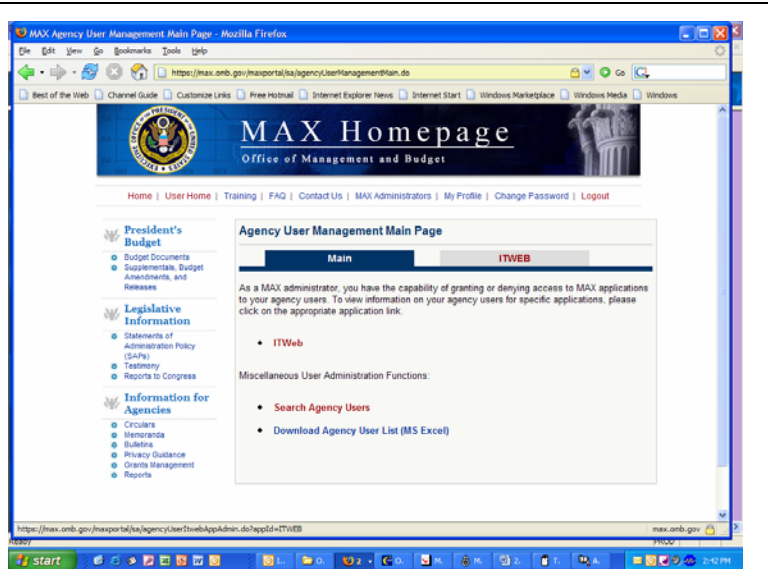 MAX Agency User Management Main Page - Mozilla Firefox
File Edit View Go Bookmarks Tools Help
https://max.omb.gov/maxportal/sa/agencyUserManagementMain.do
Go
Best of the Web Channel Guide Customize Links Free Hotmail Internet Explorer News Internet Start Windows Marketplace Windows Media Windows
MAX Homepage
Office of Management and Budget
Home | User Home | Training | FAQ | Contact Us | MAX Administrators | My Profile | Change Password | Logout
President's
Budget
Budget Documents
Supplementals, Budget
Amendments, and
Releases
Legislative
Information
Statements of
Administration Policy
(SAPs)
Testimony
Reports to Congress
Information for
Agencies
Circulars
Memoranda
Bulletins
Privacy Guidance
Grants Management
Reports
Agency User Management Main Page
Main ITWEB
As a MAX administrator, you have the capability of granting or denying access to MAX applications
to your agency users. To view information on your agency users for specific applications, please
click on the appropriate application link.
ITWeb
Miscellaneous User Administration Functions:
Search Agency Users
Download Agency User List (MS Excel)
https://max.omb.gov/maxportal/sa/agencyUserItwebAppAdmin.do?appId=ITWEB
max.omb.gov
start
2:42 PM